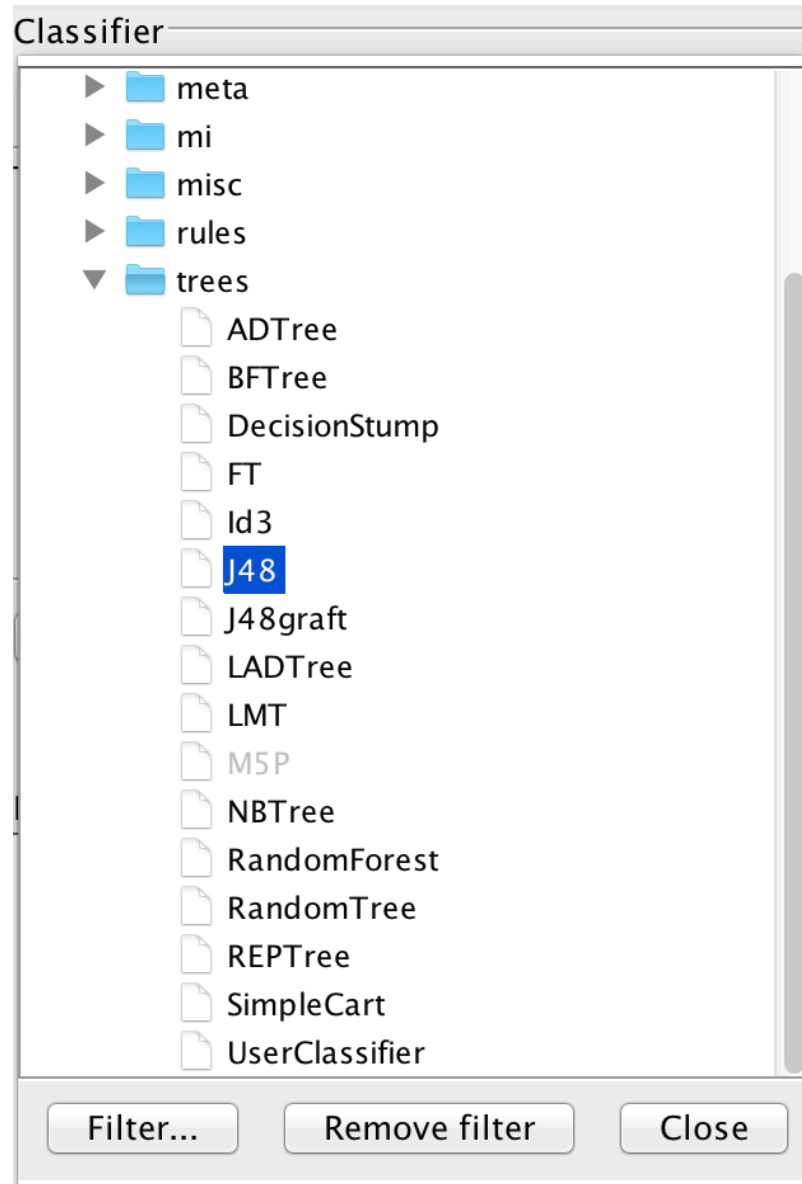 Classifier
meta
mi
misc
rules
trees
ADTree
BFTree
DecisionStump
FT
Id3
J48
J48graft
LADTree
LMT
M5P
NBTree
RandomForest
RandomTree
REPTree
SimpleCart
UserClassifier
Filter... Remove filter Close